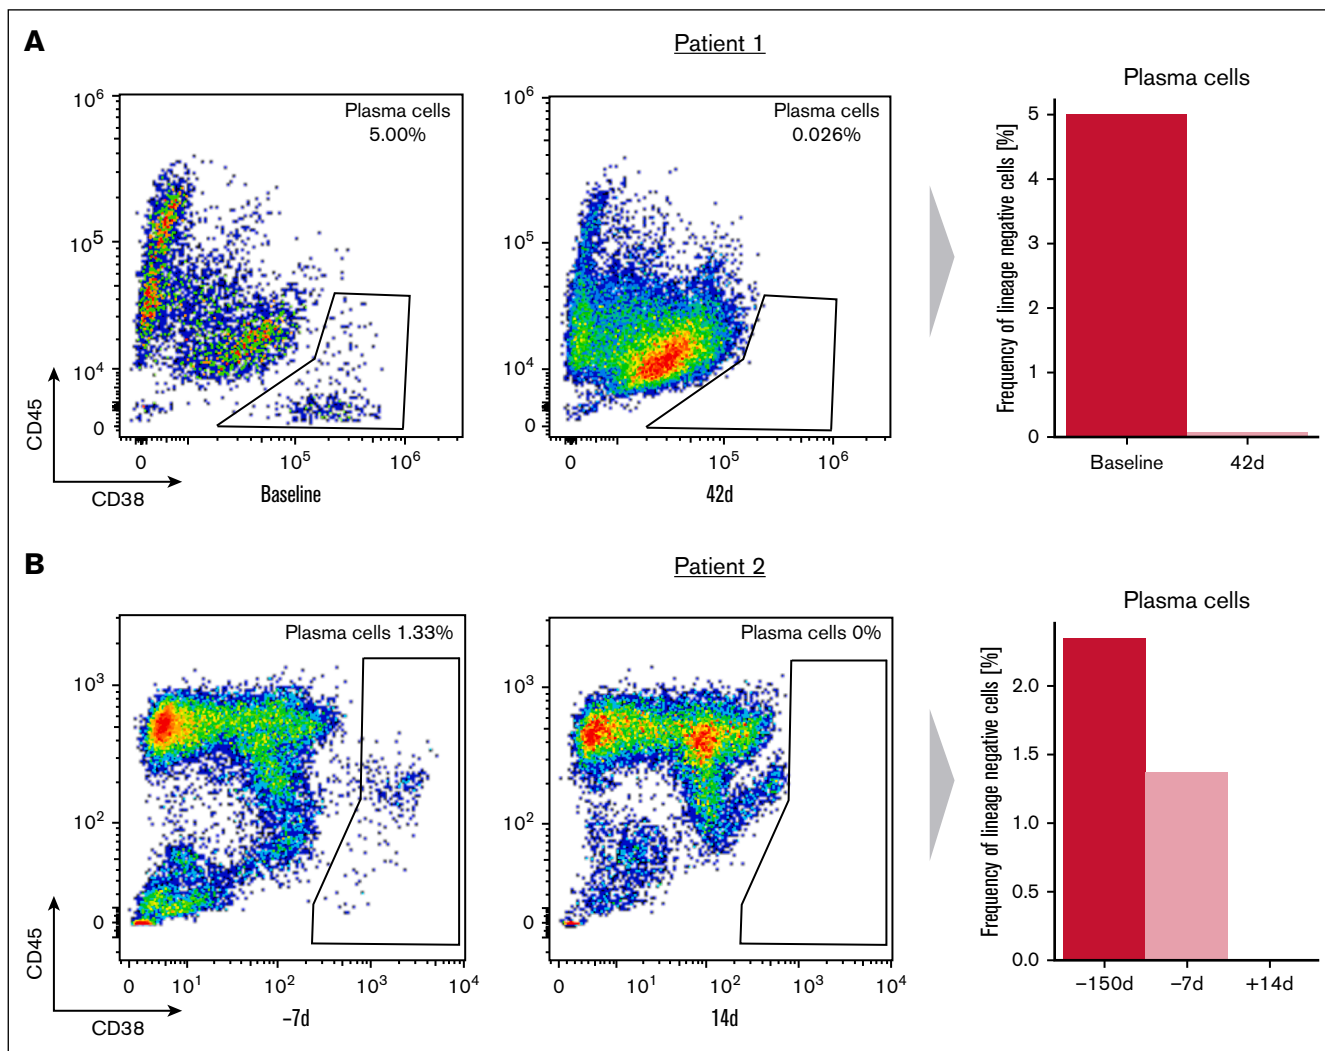 A
Patient 1
Plasma cells
5.00%
10⁶
10⁵
10⁴
0
CD45
0
10⁵
10⁶
CD38
Baseline
Plasma cells
0.026%
10⁶
10⁵
10⁴
0
0
10⁵
10⁶
42d
Plasma cells
Frequency of lineage negative cells [%]
5
4
3
2
1
0
Baseline
42d
B
Patient 2
Plasma cells 1.33%
10³
10²
0
CD45
0
10¹
10²
10³
10⁴
CD38
–7d
Plasma cells 0%
10³
10²
0
0
10¹
10²
10³
10⁴
14d
Plasma cells
Frequency of lineage negative cells [%]
2.0
1.5
1.0
0.5
0.0
–150d
–7d
+14d